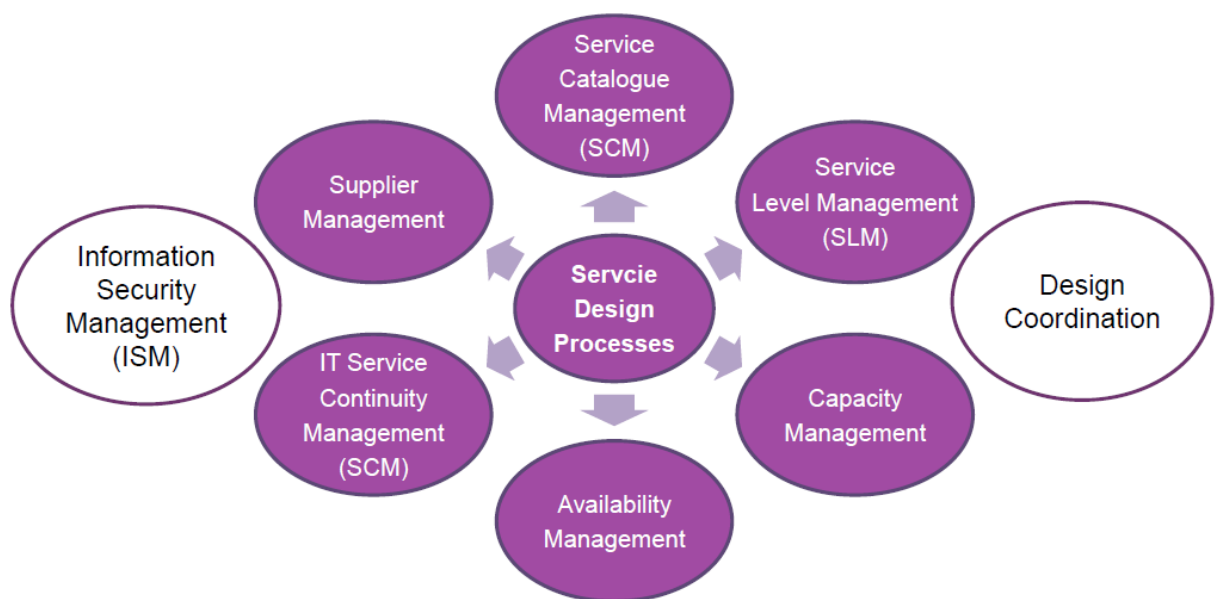 Service
Catalogue
Management
(SCM)
Supplier
Management
Service
Level Management
(SLM)
Information
Security
Management
(ISM)
Servcie
Design
Processes
Design
Coordination
IT Service
Continuity
Management
(SCM)
Capacity
Management
Availability
Management